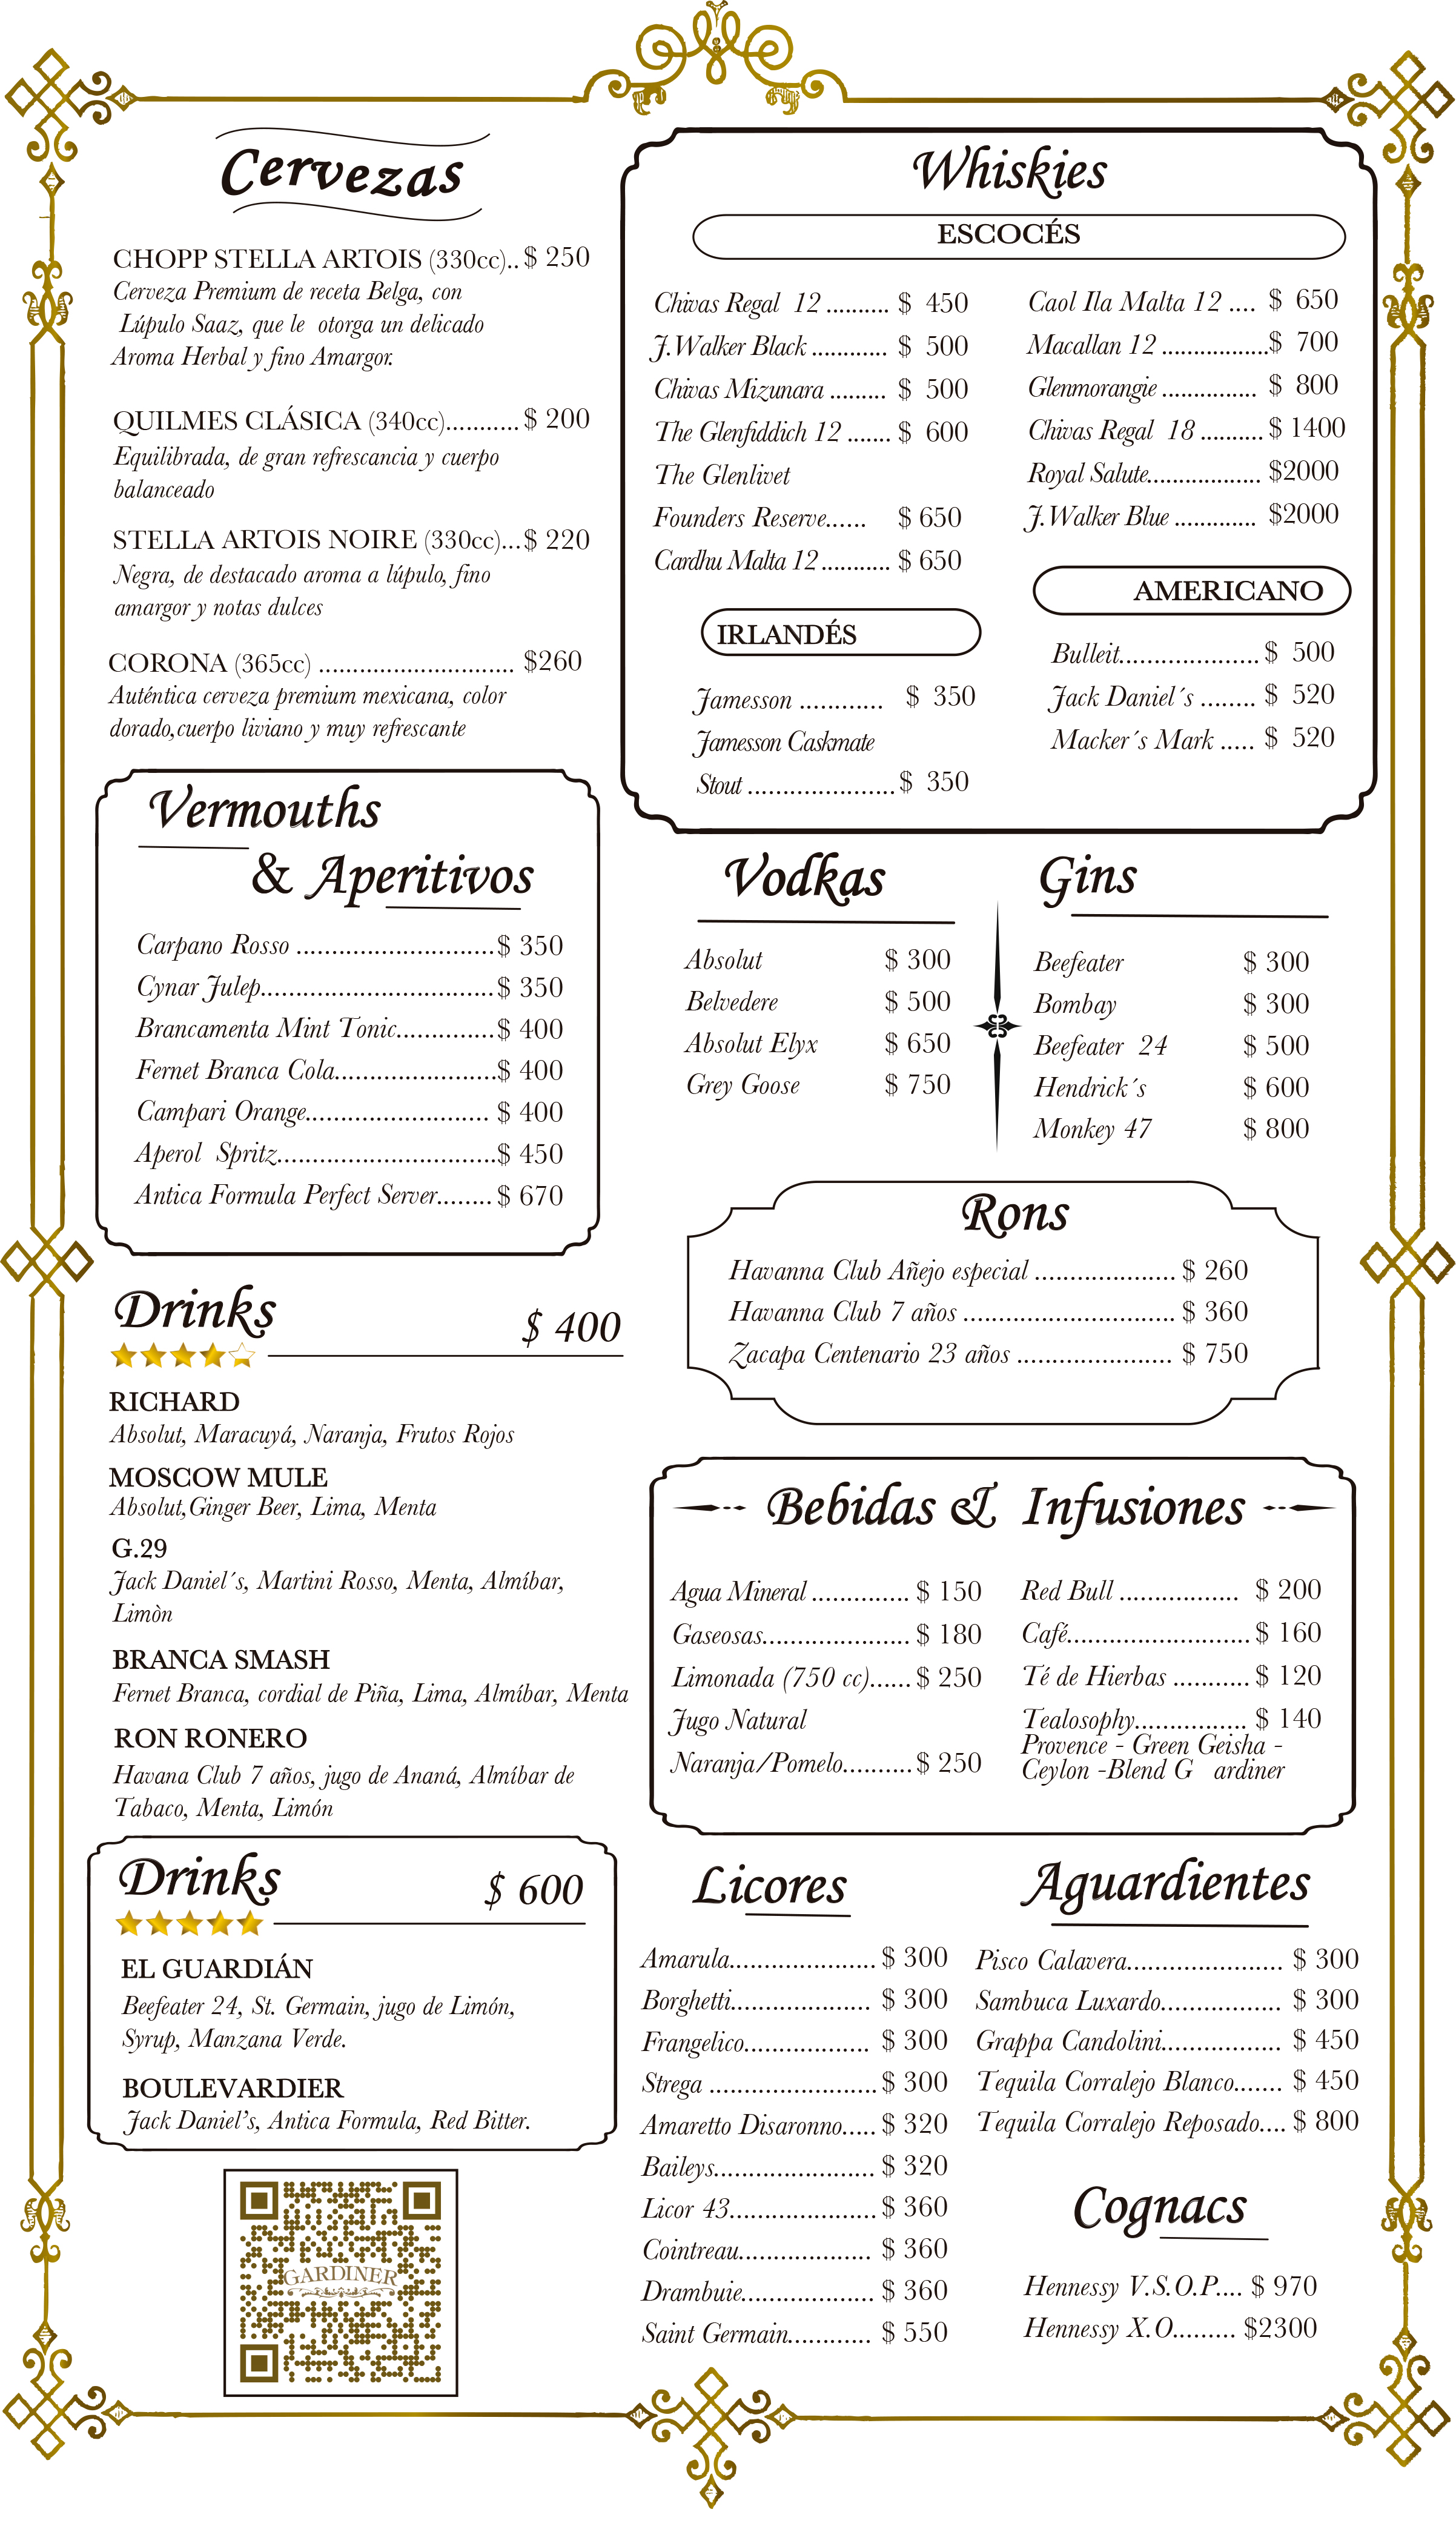 Cervezas
CHOPP STELLA ARTOIS (330cc)..$ 250
Cerveza Premium de receta Belga, con
Lúpulo Saaz, que le otorga un delicado
Aroma Herbal y fino Amargor.
QUILMES CLÁSICA (340cc)...........$ 200
Equilibrada, de gran refrescancia y cuerpo
balanceado
STELLA ARTOIS NOIRE (330cc)...$ 220
Negra, de destacado aroma a lúpulo, fino
amargor y notas dulces
CORONA (365cc) ............................. $260
Auténtica cerveza premium mexicana, color
dorado,cuerpo liviano y muy refrescante
Vermouths
& Aperitivos
Carpano Rosso ............................$ 350
Cynar Julep.................................$ 350
Brancamenta Mint Tonic..............$ 400
Fernet Branca Cola.......................$ 400
Campari Orange.......................... $ 400
Aperol Spritz...............................$ 450
Antica Formula Perfect Server........$ 670
Drinks
$ 400
RICHARD
Absolut, Maracuyá, Naranja, Frutos Rojos
MOSCOW MULE
Absolut,Ginger Beer, Lima, Menta
G.29
Jack Daniel´s, Martini Rosso, Menta, Almíbar,
Limòn
BRANCA SMASH
Fernet Branca, cordial de Piña, Lima, Almíbar, Menta
RON RONERO
Havana Club 7 años, jugo de Ananá, Almíbar de
Tabaco, Menta, Limón
Drinks
$ 600
EL GUARDIÁN
Beefeater 24, St. Germain, jugo de Limón,
Syrup, Manzana Verde.
BOULEVARDIER
Jack Daniel's, Antica Formula, Red Bitter.
GARDINER
Whiskies
ESCOCÉS
Chivas Regal 12 ......... $ 450
J.Walker Black ........... $ 500
Chivas Mizunara ........ $ 500
The Glenfiddich 12 ...... $ 600
The Glenlivet
Founders Reserve...... $ 650
Cardhu Malta 12.......... $ 650
Caol Ila Malta 12 .... $ 650
Macallan 12 .................$ 700
Glenmorangie ............... $ 800
Chivas Regal 18 ..........$ 1400
Royal Salute.................. $2000
J.Walker Blue ............. $2000
IRLANDÉS
Jamesson ............ $ 350
Jamesson Caskmate
Stout .....................$ 350
AMERICANO
Bulleit....................$ 500
Jack Daniel´s ........ $ 520
Macker´s Mark ..... $ 520
Vodkas
Absolut $ 300
Belvedere $ 500
Absolut Elyx $ 650
Grey Goose $ 750
Gins
Beefeater $ 300
Bombay $ 300
Beefeater 24 $ 500
Hendrick´s $ 600
Monkey 47 $ 800
Rons
Havanna Club Añejo especial .................... $ 260
Havanna Club 7 años .............................. $ 360
Zacapa Centenario 23 años ...................... $ 750
Bebidas & Infusiones
Agua Mineral .............. $ 150
Gaseosas..................... $ 180
Limonada (750 cc)......$ 250
Jugo Natural
Naranja/Pomelo..........$ 250
Red Bull ................. $ 200
Café..........................$ 160
Té de Hierbas ...........$ 120
Tealosophy................ $ 140
Provence - Green Geisha -
Ceylon -Blend G ardiner
Licores
Amarula.....................$ 300
Borghetti.................... $ 300
Frangelico.................. $ 300
Strega ........................$ 300
Amaretto Disaronno.....$ 320
Baileys....................... $ 320
Licor 43.....................$ 360
Cointreau................... $ 360
Drambuie................... $ 360
Saint Germain............ $ 550
Aguardientes
Pisco Calavera...................... $ 300
Sambuca Luxardo................. $ 300
Grappa Candolini................. $ 450
Tequila Corralejo Blanco....... $ 450
Tequila Corralejo Reposado.... $ 800
Cognacs
Hennessy V.S.O.P.... $ 970
Hennessy X.O......... $2300